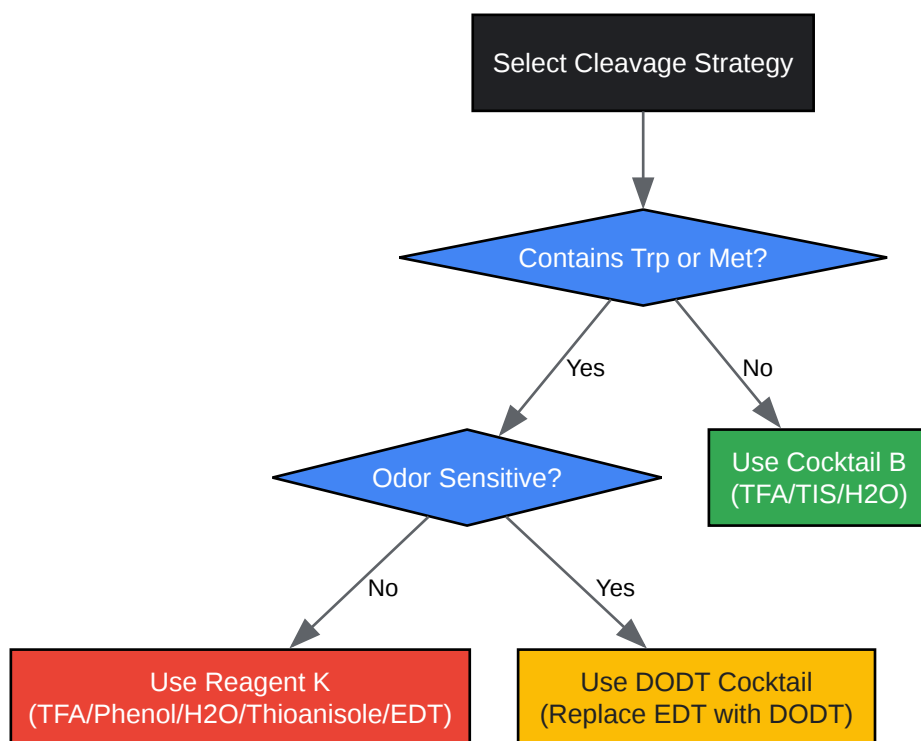 Select Cleavage Strategy
Contains Trp or Met?
Yes
No
Odor Sensitive?
Use Cocktail B
(TFA/TIS/H2O)
No
Yes
Use Reagent K
(TFA/Phenol/H2O/Thioanisole/EDT)
Use DODT Cocktail
(Replace EDT with DODT)